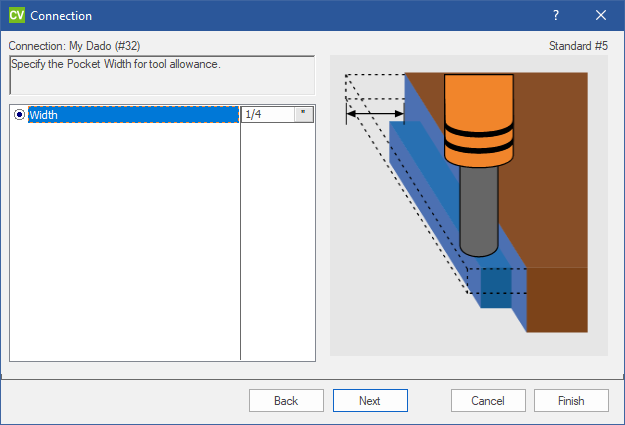 CV Connection ?
Connection: My Dado (#32) Standard #5
Specify the Pocket Width for tool allowance.
Width 1/4 "
Back Next Cancel Finish